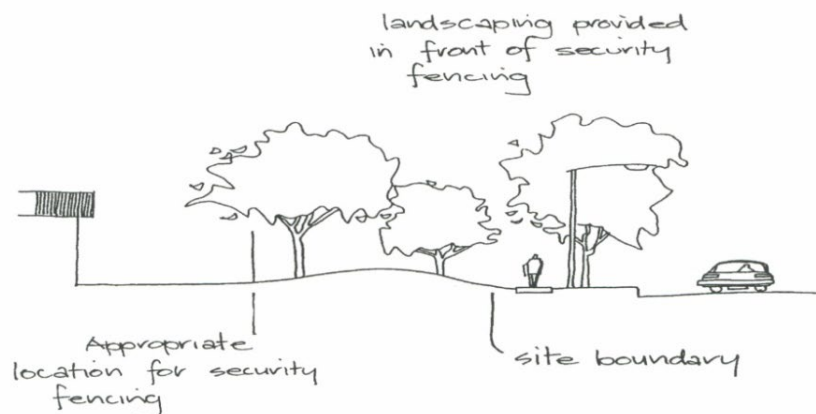 landscaping provided
in front of security
fencing
Appropriate
location for security
fencing
site boundary